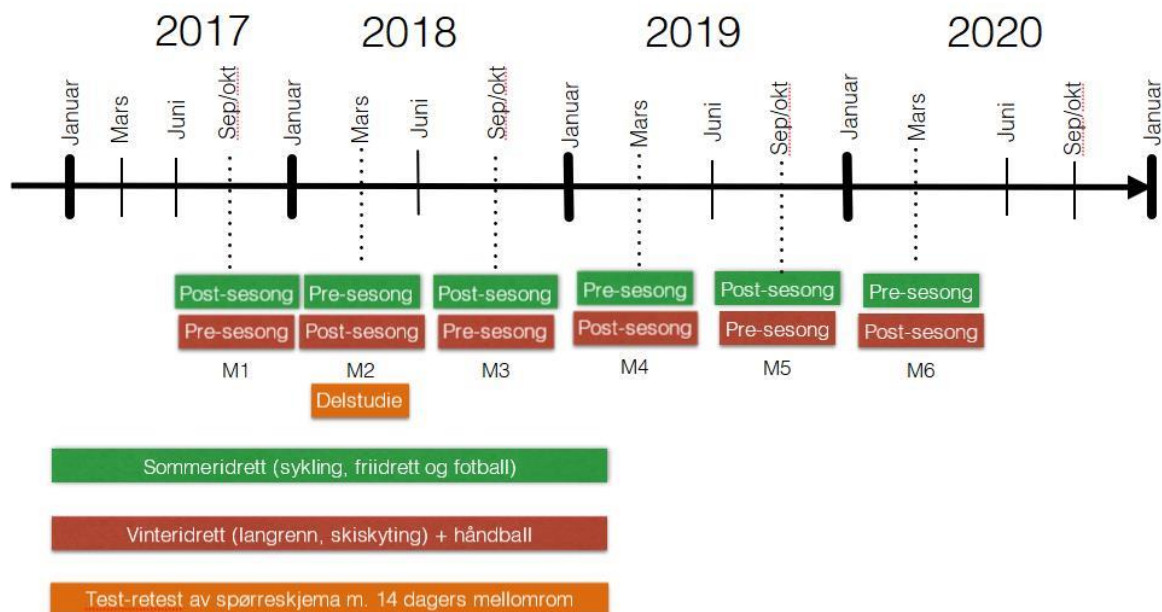 2017 2018 2019 2020
Januar Mars Juni Sep/okt Januar Mars Juni Sep/okt Januar Mars Juni Sep/okt Januar Mars Juni Sep/okt Januar
Post-sesong Pre-sesong Post-sesong Pre-sesong Post-sesong Pre-sesong
Pre-sesong Post-sesong Pre-sesong Post-sesong Pre-sesong Post-sesong
M1 M2 M3 M4 M5 M6
Delstudie
Sommeridrett (sykling, friidrett og fotball)
Vinteridrett (langrenn, skiskyting) + håndball
Test-retest av spørreskjema m. 14 dagers mellomrom